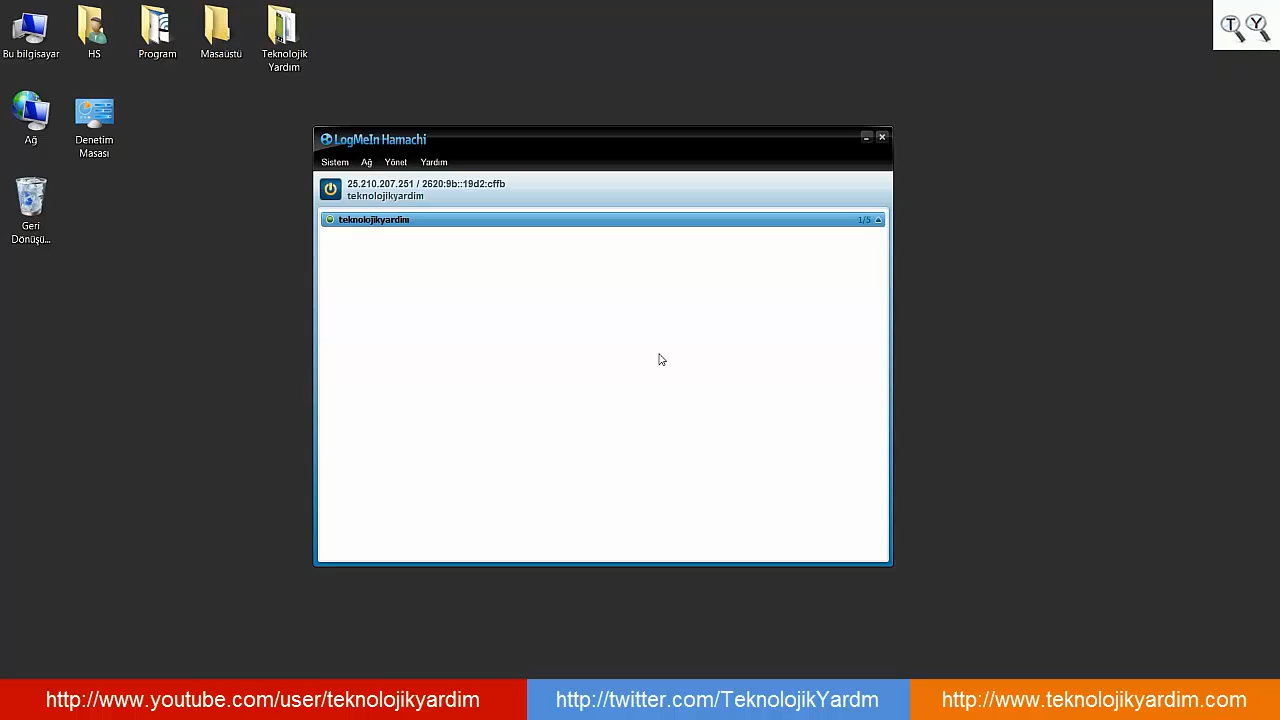 Bu bilgisayar
HS
Program
Masaüstü
Teknolojik
Yardım
T Y
Ağ
Denetim
Masası
Geri
Dönüşü...
LogMeIn Hamachi
Sistem Ağ Yönet Yardım
25.210.207.251 / 2620:9b::19d2:cffb
teknolojikyardim
teknolojikyardim 1/5
http://www.youtube.com/user/teknolojikyardim
http://twitter.com/TeknolojikYardm
http://www.teknolojikyardim.com